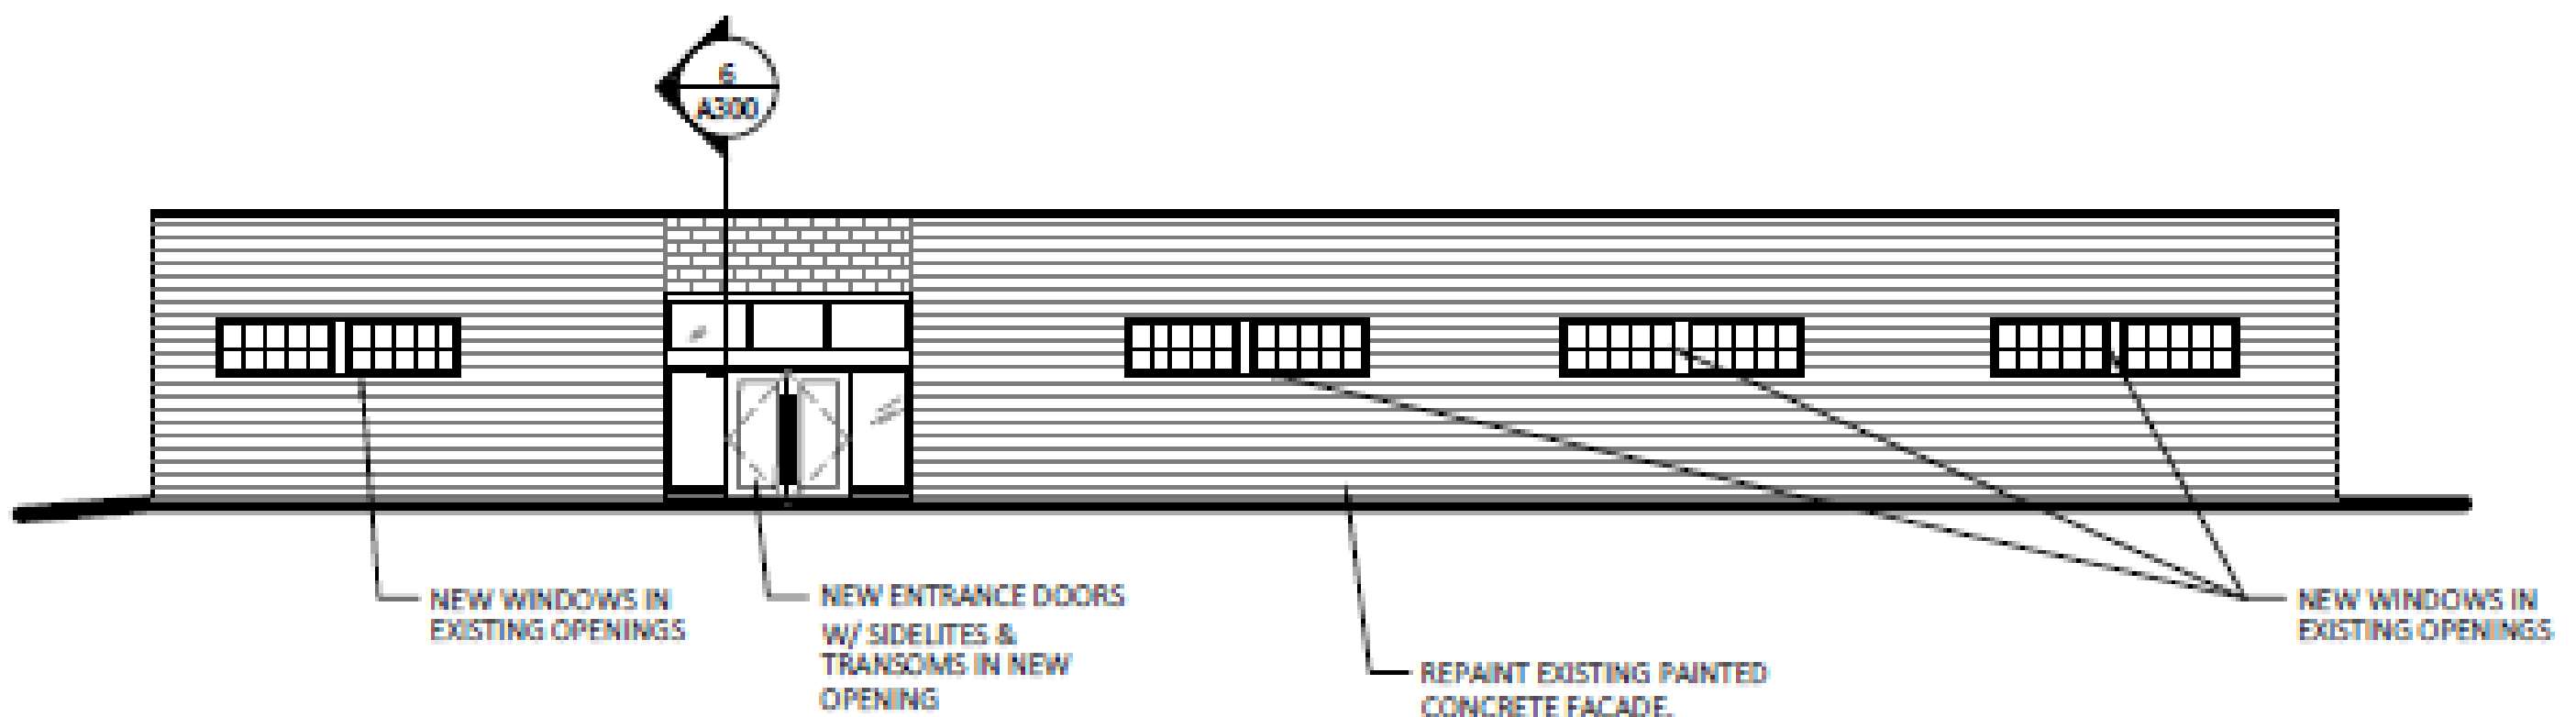 6
A300
NEW WINDOWS IN
EXISTING OPENINGS
NEW ENTRANCE DOORS
W/ SIDELITES &
TRANSOMS IN NEW
OPENING
REPAINT EXISTING PAINTED
CONCRETE FACADE.
NEW WINDOWS IN
EXISTING OPENINGS